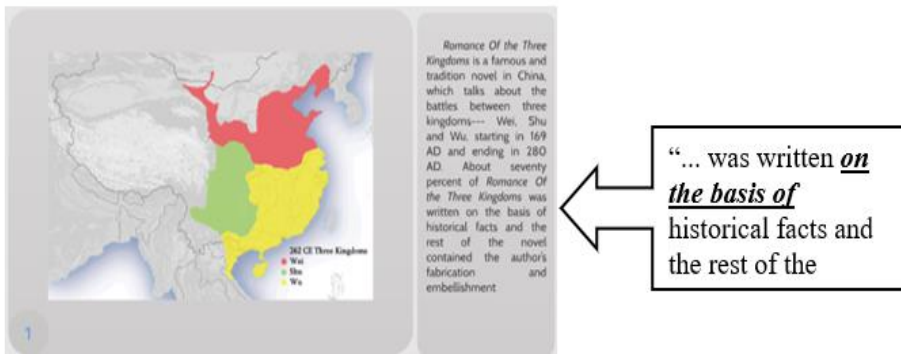 262 CE Three Kingdoms
Wei
Shu
Wu
1
Romance Of the Three
Kingdoms is a famous and
tradition novel in China,
which talks about the
battles between three
kingdoms--- Wei, Shu
and Wu, starting in 169
AD and ending in 280
AD. About seventy
percent of Romance Of
the Three Kingdoms was
written on the basis of
historical facts and the
rest of the novel
contained the author's
fabrication and
embellishment
“... was written on
the basis of
historical facts and
the rest of the